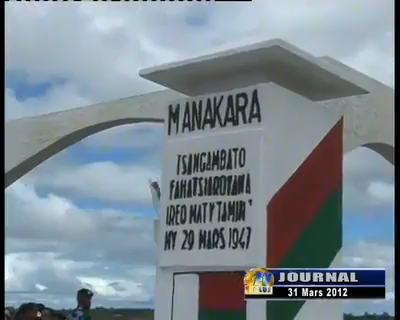 MANAKARA
TSANGAMBATO
FAHATSIAROVANA
IREO MATY TAMIN'
NY 29 MARS 1947
JOURNAL
31 Mars 2012